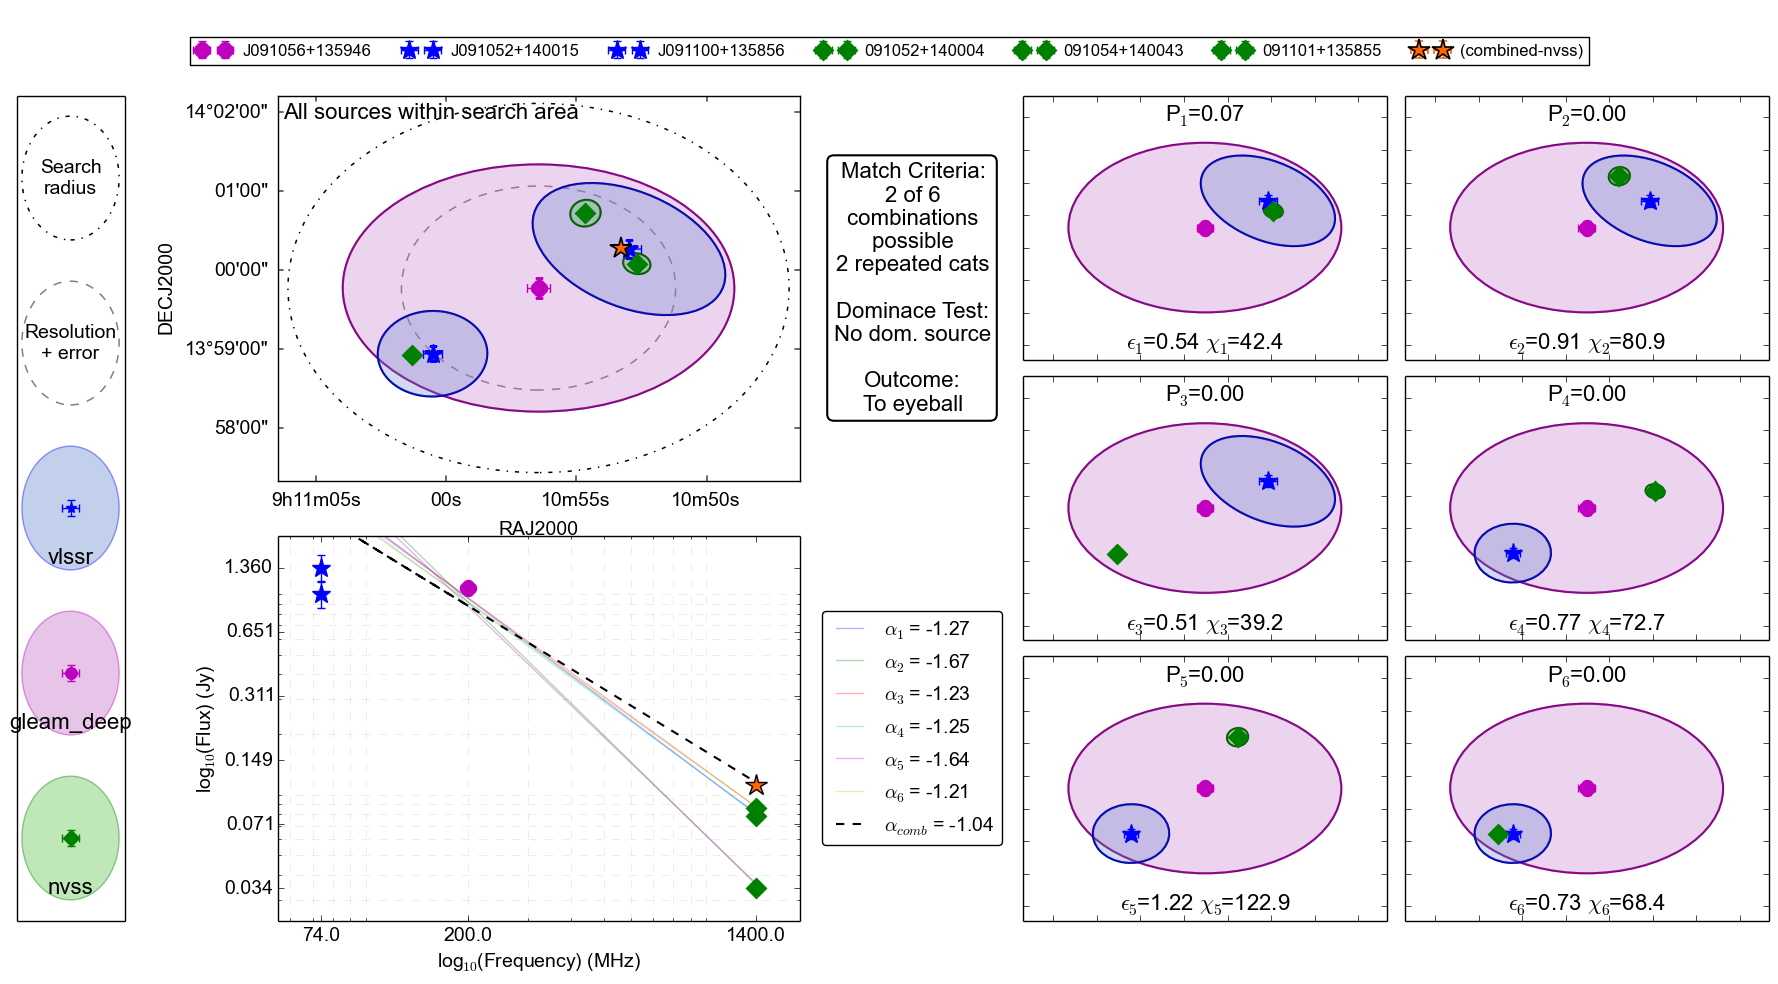 J091056+135946 J091052+140015 J091100+135856 091052+140004 091054+140043 091101+135855 (combined-nvss)
Search
radius
Resolution
+ error
vlssr
gleam_deep
nvss
All sources within search area
DECJ2000
14°02'00"
01'00"
00'00"
13°59'00"
58'00"
9h11m05s 00s 10m55s 10m50s
RAJ2000
Match Criteria:
2 of 6
combinations
possible
2 repeated cats
Dominace Test:
No dom. source
Outcome:
To eyeball
log₁₀(Flux) (Jy)
1.360
0.651
0.311
0.149
0.071
0.034
74.0 200.0 1400.0
log₁₀(Frequency) (MHz)
α₁ = -1.27
α₂ = -1.67
α₃ = -1.23
α₄ = -1.25
α₅ = -1.64
α₆ = -1.21
α_comb = -1.04
P₁=0.07
ϵ₁=0.54 χ₁=42.4
P₂=0.00
ϵ₂=0.91 χ₂=80.9
P₃=0.00
ϵ₃=0.51 χ₃=39.2
P₄=0.00
ϵ₄=0.77 χ₄=72.7
P₅=0.00
ϵ₅=1.22 χ₅=122.9
P₆=0.00
ϵ₆=0.73 χ₆=68.4